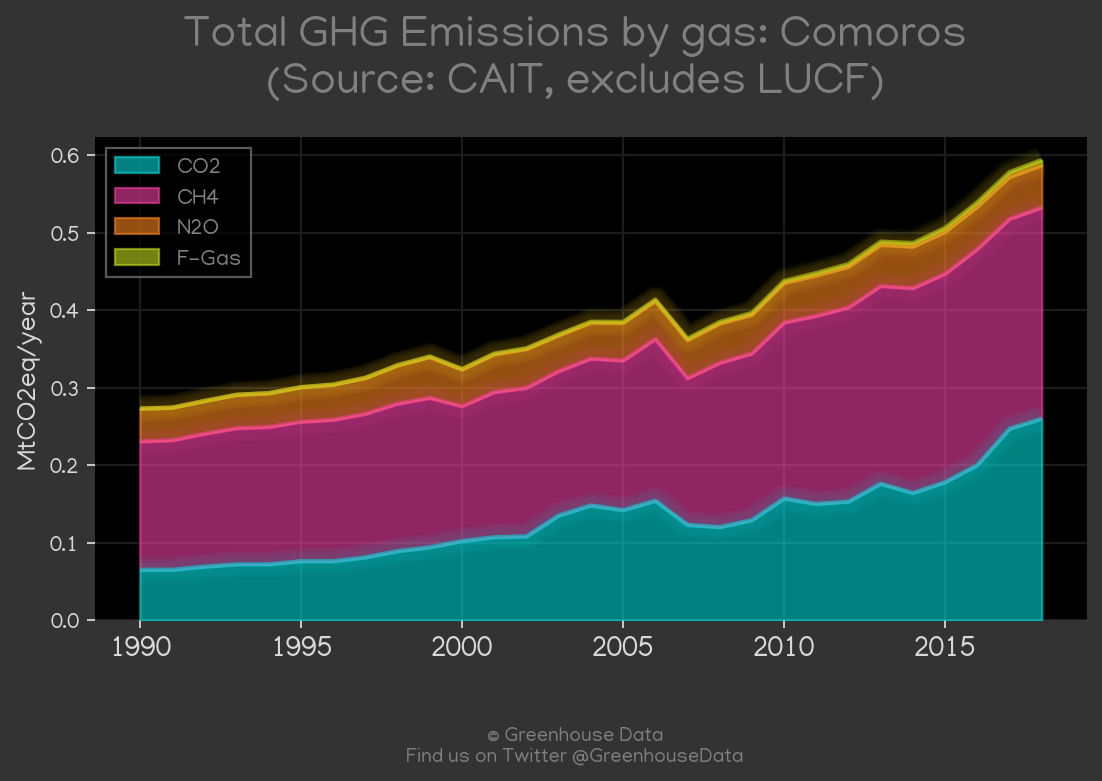 Total GHG Emissions by gas: Comoros
(Source: CAIT, excludes LUCF)
CO2
CH4
N2O
F-Gas
MtCO2eq/year
0.6
0.5
0.4
0.3
0.2
0.1
0.0
1990 1995 2000 2005 2010 2015
© Greenhouse Data
Find us on Twitter @GreenhouseData